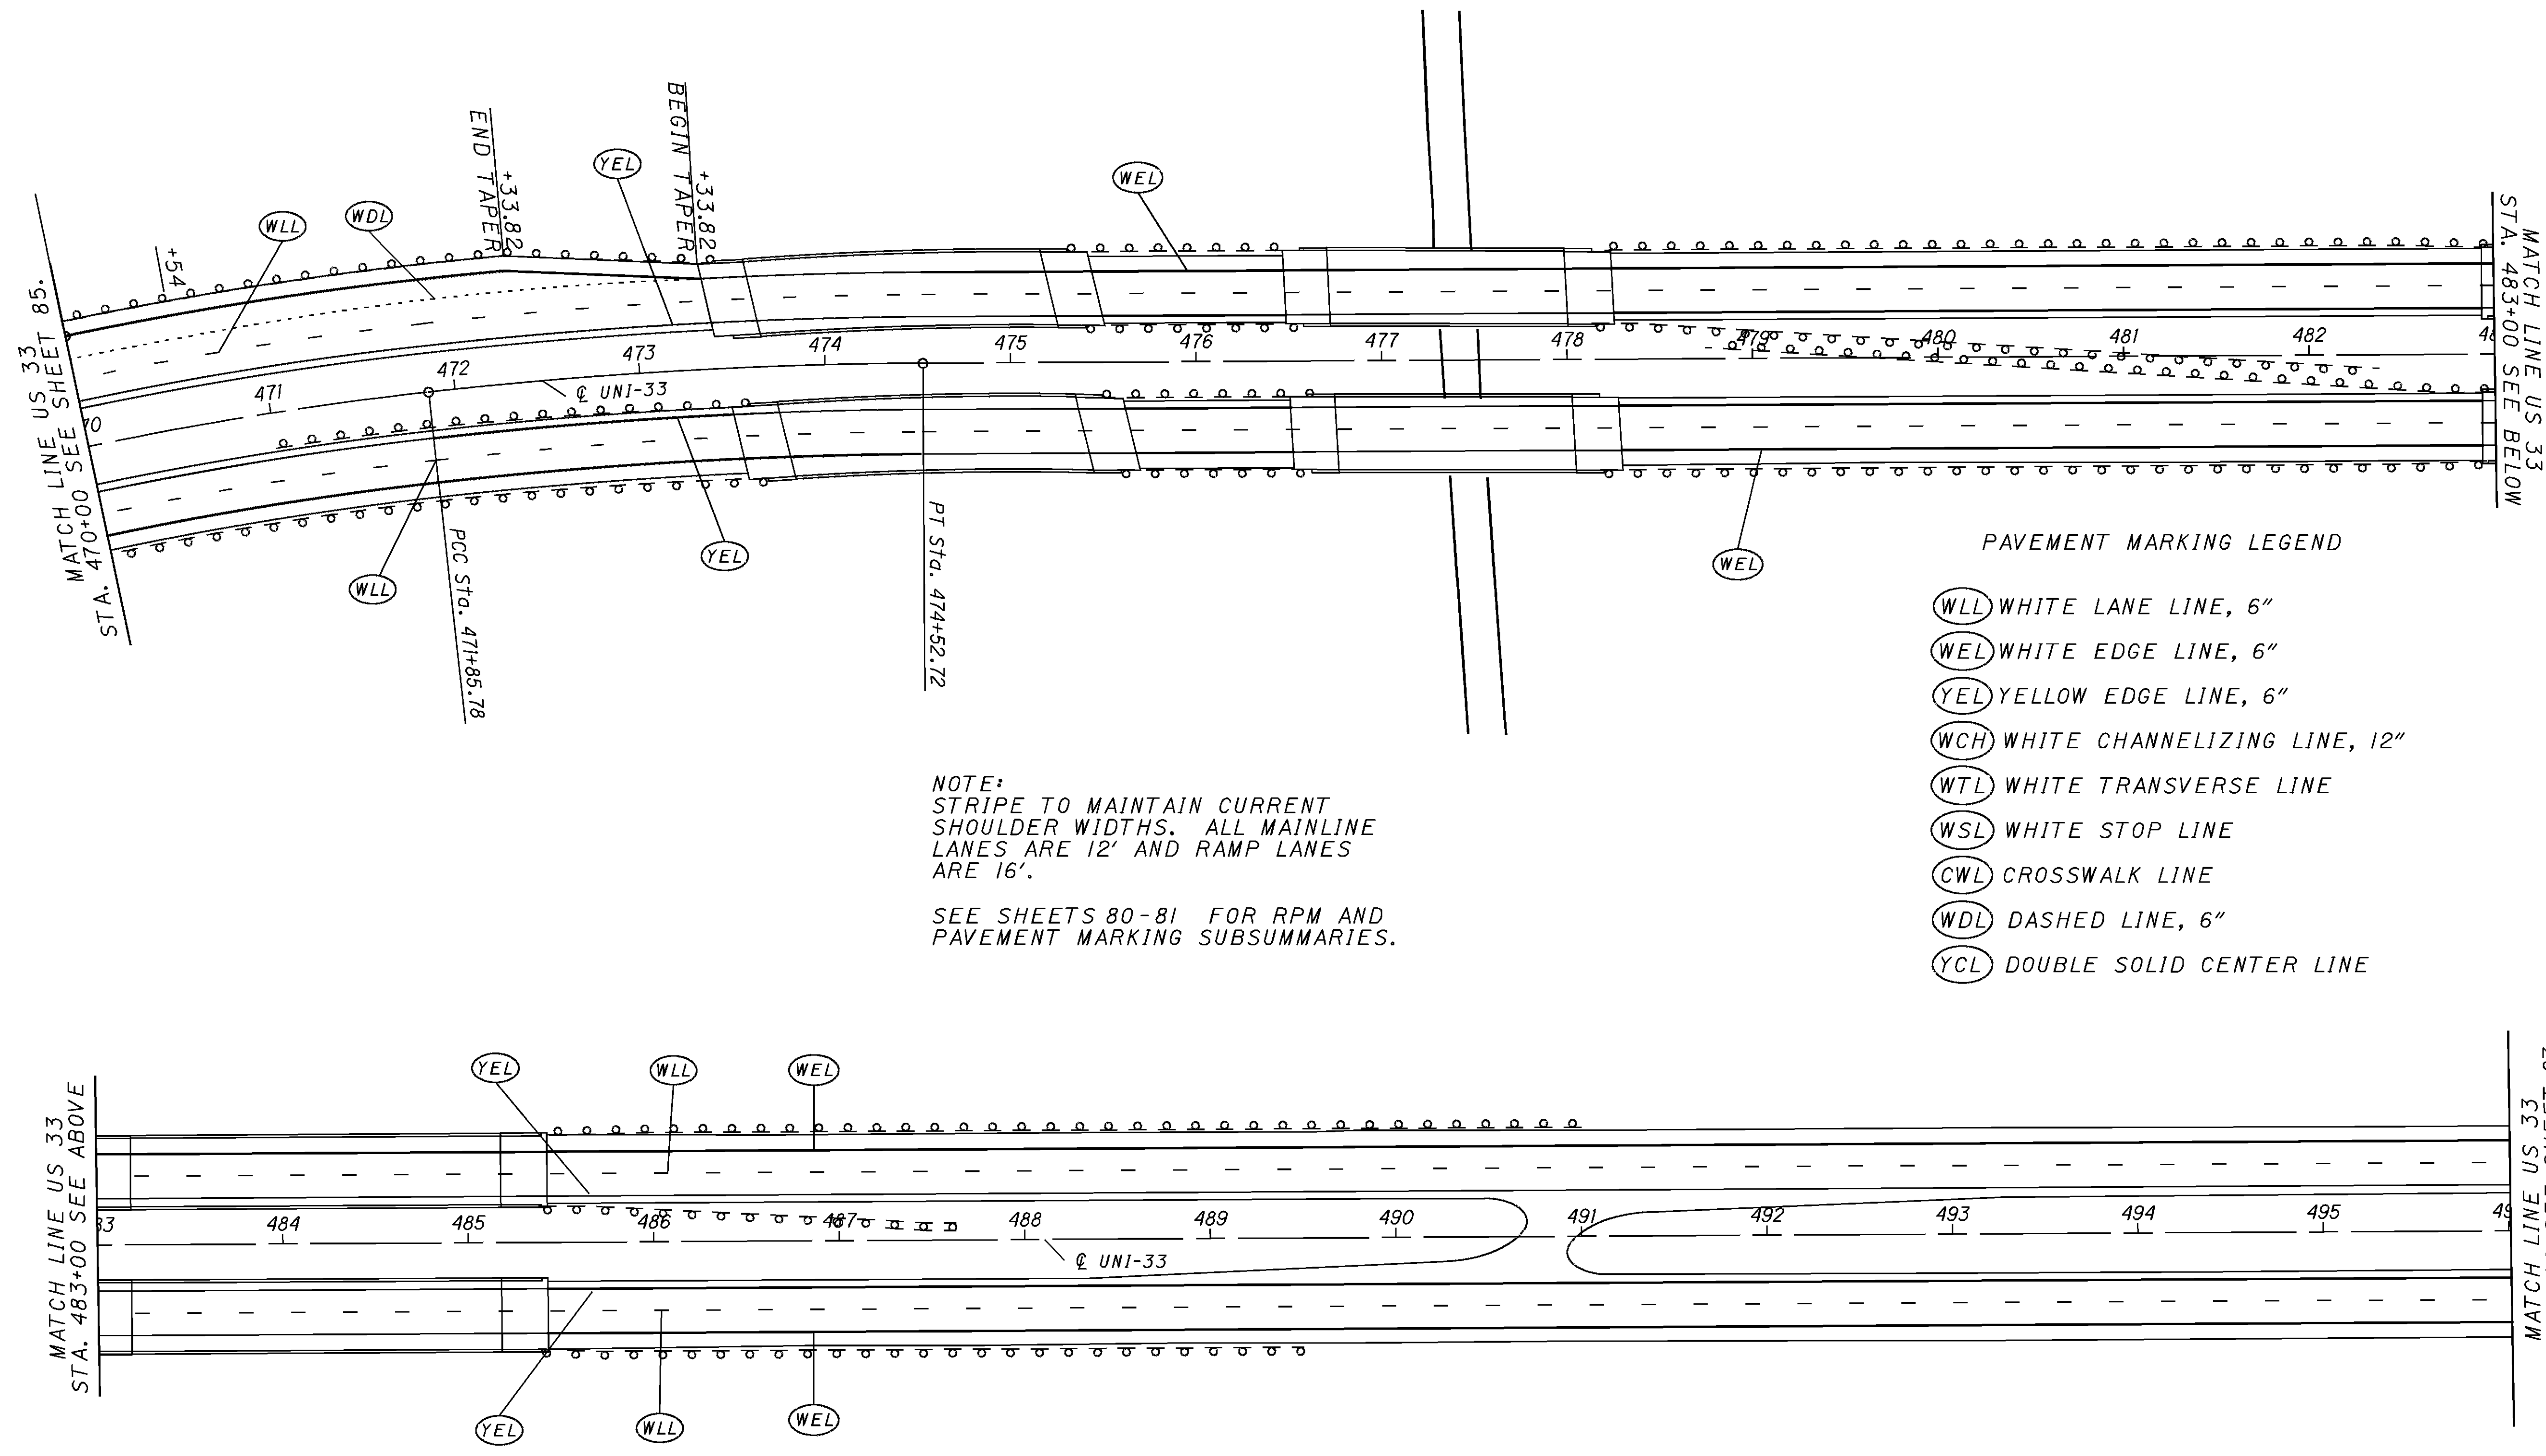 MATCH LINE US 33
STA. 470+00 SEE SHEET 85.
+54
WLL
WDL
END TAPER
+33.82
YEL
BEGIN TAPER
+33.82
WEL
STA. 483+00 SEE BELOW
MATCH LINE US 33
70
471
472
473
474
475
476
477
478
479
480
481
482
℄ UNI-33
WLL
PCC Sta. 471+85.78
YEL
PT Sta. 474+52.72
WEL
PAVEMENT MARKING LEGEND
WLL WHITE LANE LINE, 6"
WEL WHITE EDGE LINE, 6"
YEL YELLOW EDGE LINE, 6"
WCH WHITE CHANNELIZING LINE, 12"
WTL WHITE TRANSVERSE LINE
WSL WHITE STOP LINE
CWL CROSSWALK LINE
WDL DASHED LINE, 6"
YCL DOUBLE SOLID CENTER LINE
NOTE:
STRIPE TO MAINTAIN CURRENT
SHOULDER WIDTHS. ALL MAINLINE
LANES ARE 12' AND RAMP LANES
ARE 16'.
SEE SHEETS 80-81 FOR RPM AND
PAVEMENT MARKING SUBSUMMARIES.
MATCH LINE US 33
STA. 483+00 SEE ABOVE
YEL
WLL
WEL
83
484
485
486
487
488
489
490
491
492
493
494
495
℄ UNI-33
YEL
WLL
WEL
MATCH LINE US 33